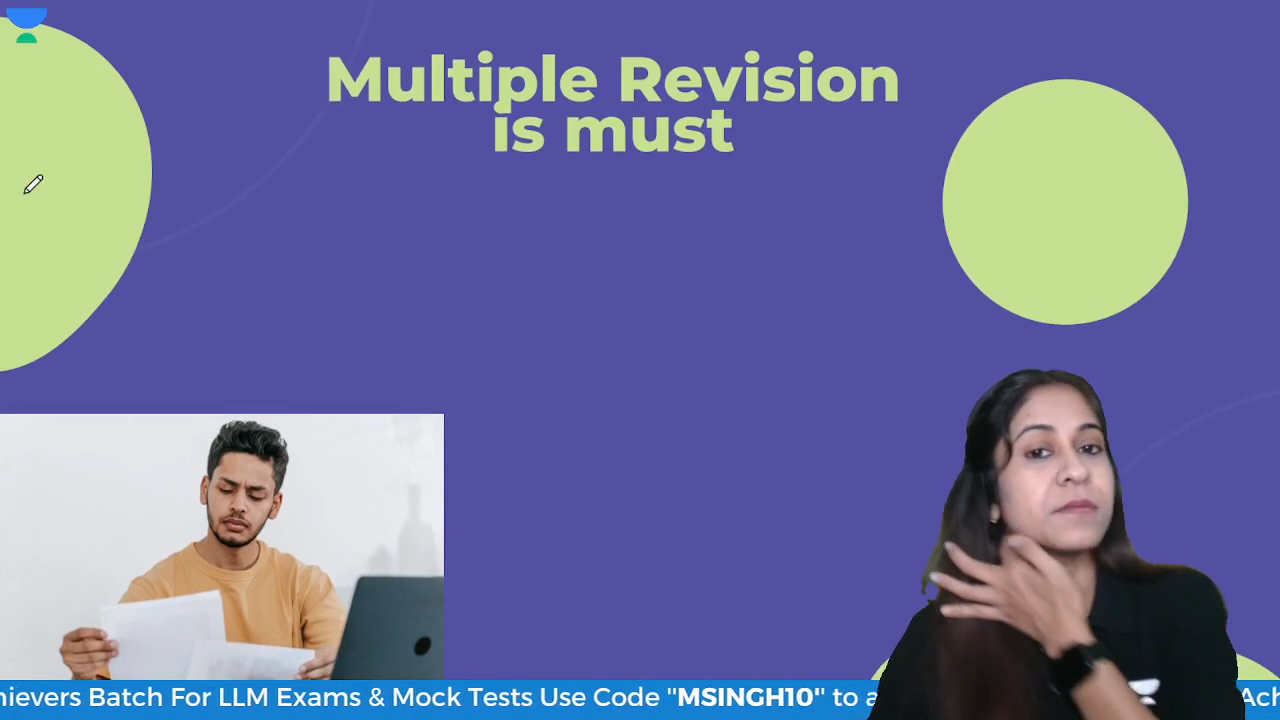 Multiple Revision
is must
hievers Batch For LLM Exams & Mock Tests Use Code "MSINGH10" to a
Ach